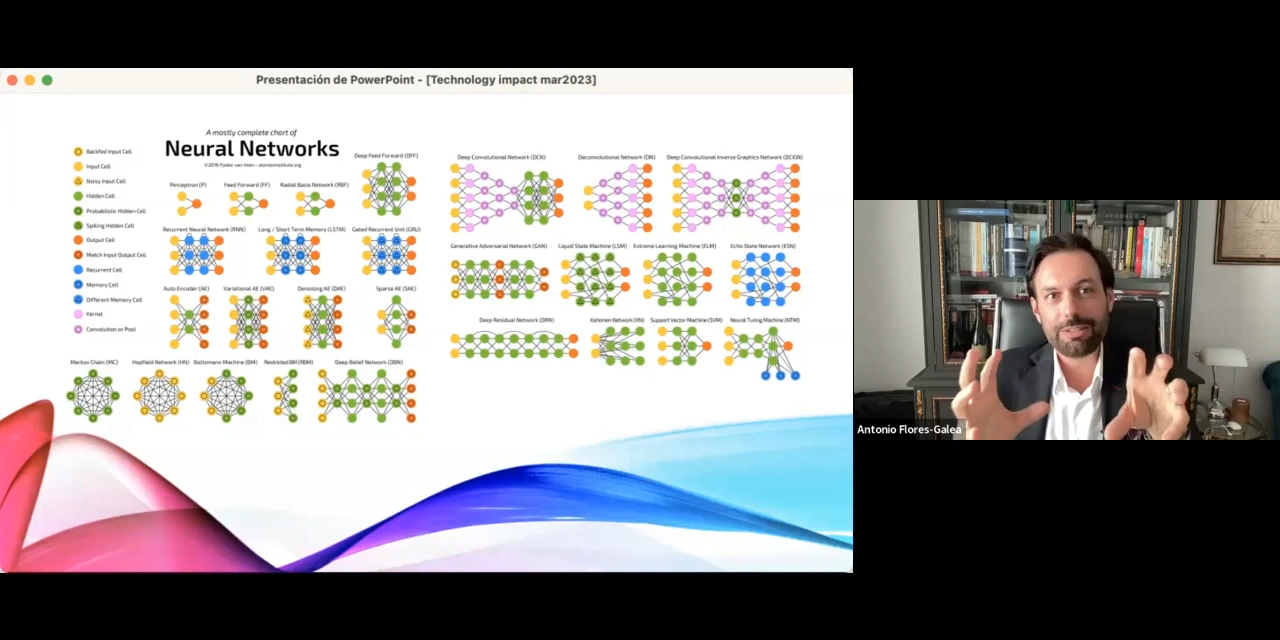 Presentación de PowerPoint - [Technology impact mar2023]
A mostly complete chart of
Neural Networks
©2016 Fjodor van Veen - asimovinstitute.org
Backfed Input Cell
Input Cell
Noisy Input Cell
Hidden Cell
Probablistic Hidden Cell
Spiking Hidden Cell
Output Cell
Match Input Output Cell
Recurrent Cell
Memory Cell
Different Memory Cell
Kernel
Convolution or Pool
Perceptron (P)
Feed Forward (FF)
Radial Basis Network (RBF)
Deep Feed Forward (DFF)
Recurrent Neural Network (RNN)
Long / Short Term Memory (LSTM)
Gated Recurrent Unit (GRU)
Auto Encoder (AE)
Variational AE (VAE)
Denoising AE (DAE)
Sparse AE (SAE)
Markov Chain (MC)
Hopfield Network (HN)
Boltzmann Machine (BM)
Restricted BM (RBM)
Deep Belief Network (DBN)
Deep Convolutional Network (DCN)
Deconvolutional Network (DN)
Deep Convolutional Inverse Graphics Network (DCIGN)
Generative Adversarial Network (GAN)
Liquid State Machine (LSM)
Extreme Learning Machine (ELM)
Echo State Network (ESN)
Deep Residual Network (DRN)
Kohonen Network (KN)
Support Vector Machine (SVM)
Neural Turing Machine (NTM)
Antonio Flores-Galea